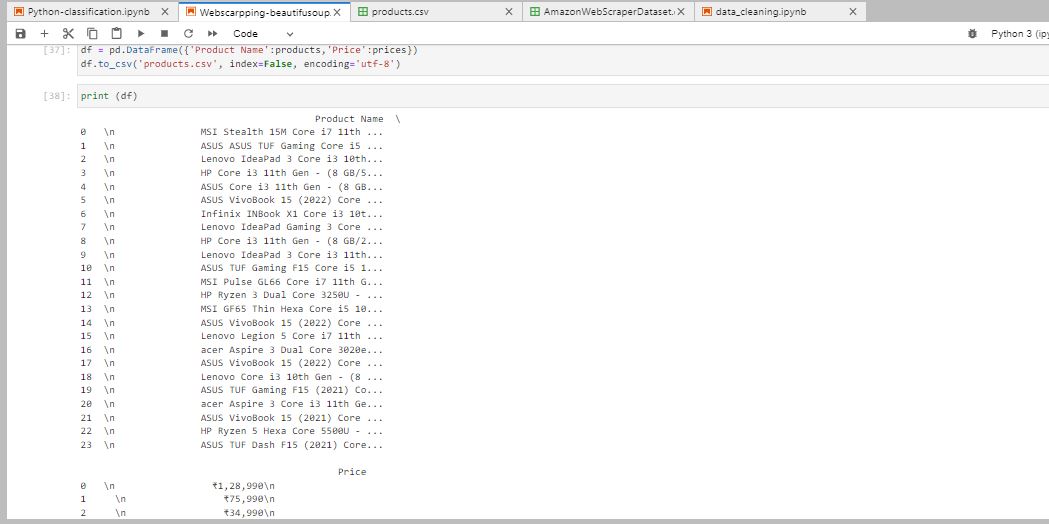 Python-classification.ipynb
Webscarpping-beautifusoup.
products.csv
AmazonWebScraperDataset.
data_cleaning.ipynb
Code
Python 3 (ipy
[37]: df = pd.DataFrame({'Product Name':products,'Price':prices})
df.to_csv('products.csv', index=False, encoding='utf-8')
[38]: print (df)
Product Name \
0 \n MSI Stealth 15M Core i7 11th ...
1 \n ASUS ASUS TUF Gaming Core i5 ...
2 \n Lenovo IdeaPad 3 Core i3 10th...
3 \n HP Core i3 11th Gen - (8 GB/5...
4 \n ASUS Core i3 11th Gen - (8 GB...
5 \n ASUS VivoBook 15 (2022) Core ...
6 \n Infinix INBook X1 Core i3 10t...
7 \n Lenovo IdeaPad Gaming 3 Core ...
8 \n HP Core i3 11th Gen - (8 GB/2...
9 \n Lenovo IdeaPad 3 Core i3 11th...
10 \n ASUS TUF Gaming F15 Core i5 1...
11 \n MSI Pulse GL66 Core i7 11th G...
12 \n HP Ryzen 3 Dual Core 3250U - ...
13 \n MSI GF65 Thin Hexa Core i5 10...
14 \n ASUS VivoBook 15 (2022) Core ...
15 \n Lenovo Legion 5 Core i7 11th ...
16 \n acer Aspire 3 Dual Core 3020e...
17 \n ASUS VivoBook 15 (2022) Core ...
18 \n Lenovo Core i3 10th Gen - (8 ...
19 \n ASUS TUF Gaming F15 (2021) Co...
20 \n acer Aspire 3 Core i3 11th Ge...
21 \n ASUS VivoBook 15 (2021) Core ...
22 \n HP Ryzen 5 Hexa Core 5500U - ...
23 \n ASUS TUF Dash F15 (2021) Core...
Price
0 \n ₹1,28,990\n
1 \n ₹75,990\n
2 \n ₹34,990\n